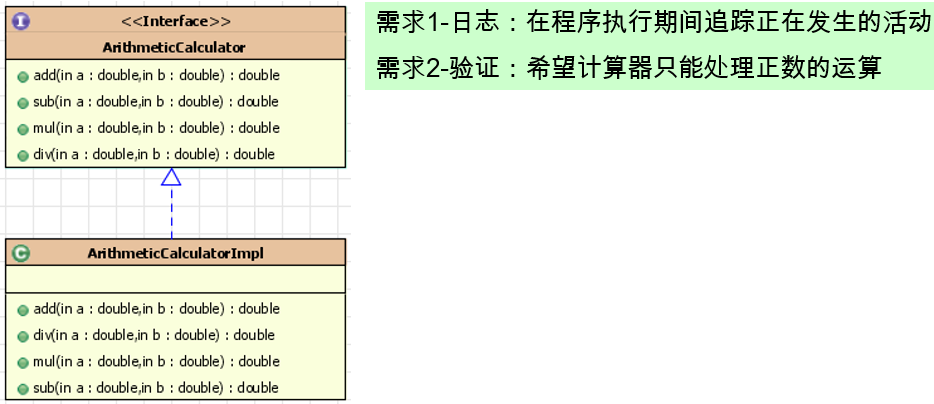 I <<Interface>>
ArithmeticCalculator
add(in a : double,in b : double) : double
sub(in a : double,in b : double) : double
mul(in a : double,in b : double) : double
div(in a : double,in b : double) : double
需求1-日志：在程序执行期间追踪正在发生的活动
需求2-验证：希望计算器只能处理正数的运算
C ArithmeticCalculatorImpl
add(in a : double,in b : double) : double
div(in a : double,in b : double) : double
mul(in a : double,in b : double) : double
sub(in a : double,in b : double) : double